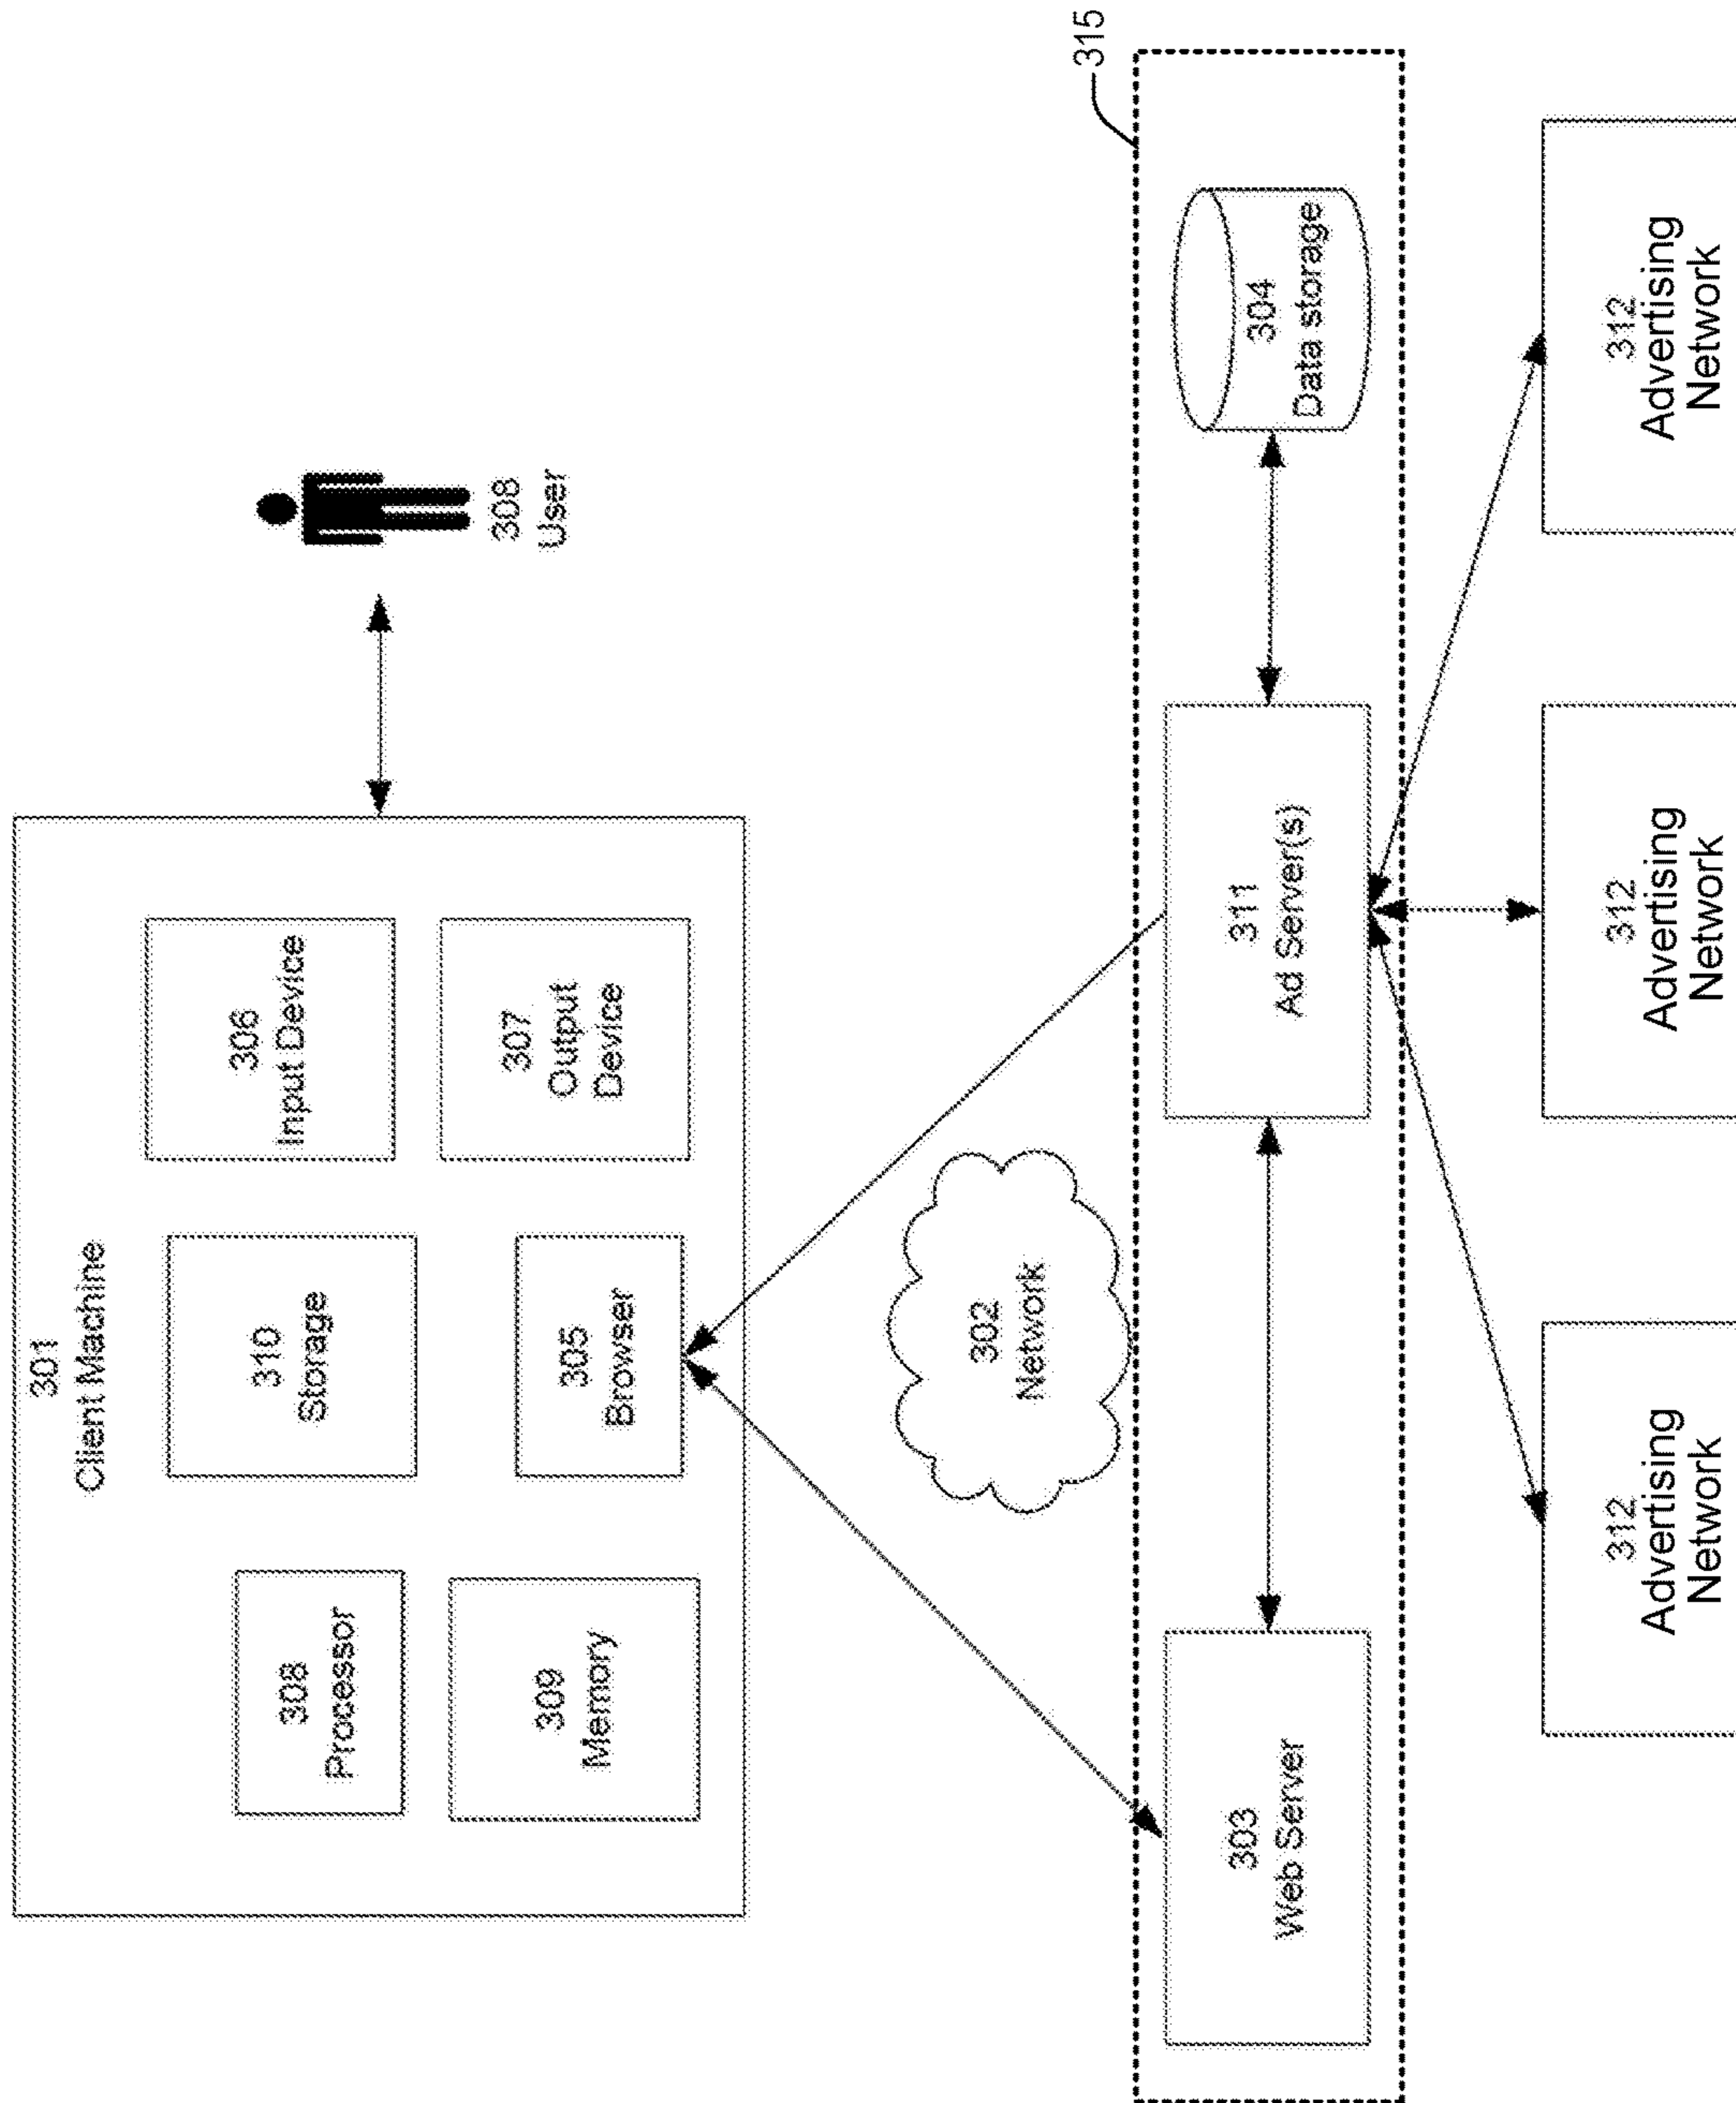 301
Client Machine
308
Processor
310
Storage
306
Input Device
309
Memory
305
Browser
307
Output
Device
308
User
302
Network
315
303
Web Server
311
Ad Server(s)
304
Data storage
312
Advertising
Network
312
Advertising
Network
312
Advertising
Network